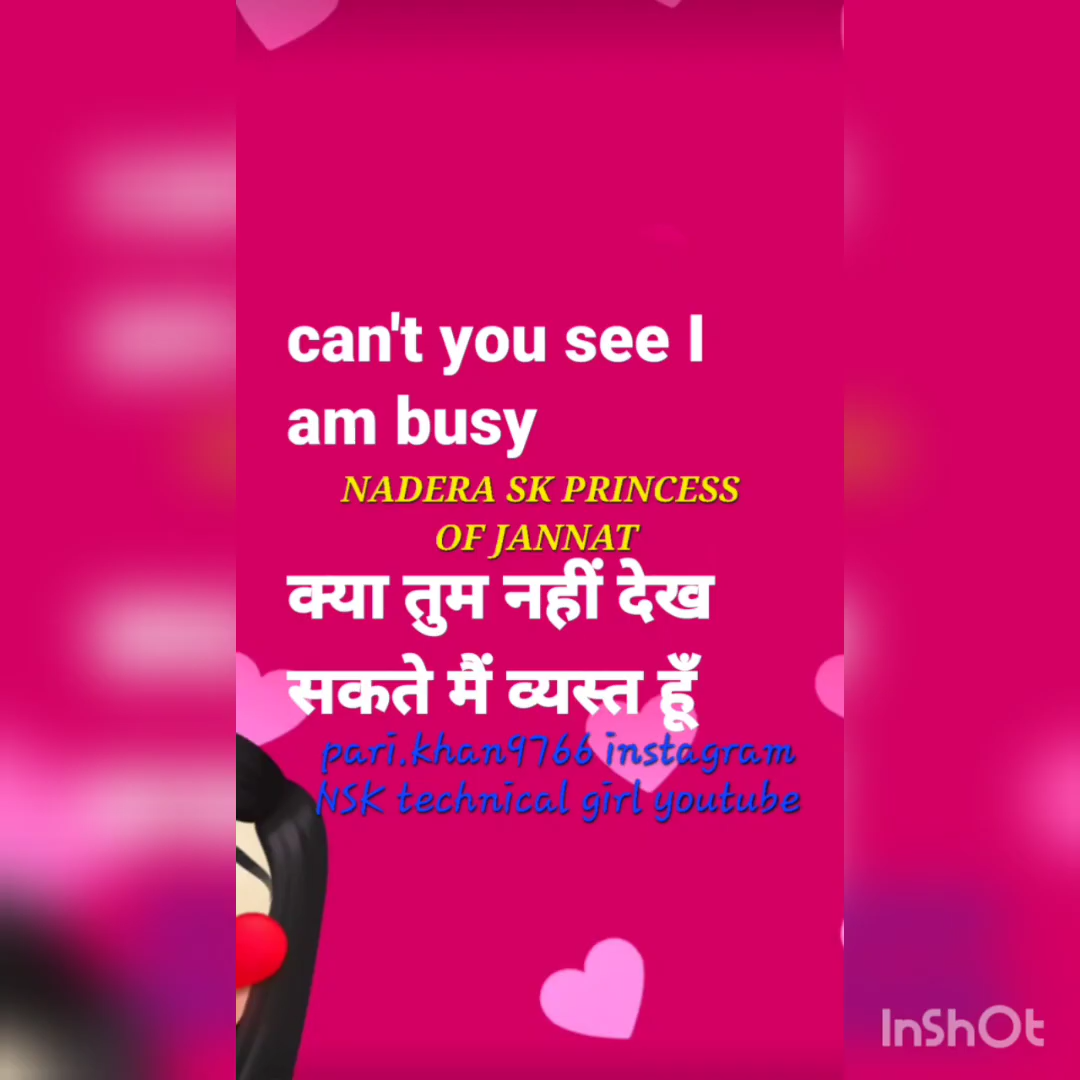 can't you see I
am busy
NADERA SK PRINCESS
OF JANNAT
क्या तुम नहीं देख
सकते मैं व्यस्त हूँ
pari.khan9766 instagram
NSK technical girl youtube
InShOt